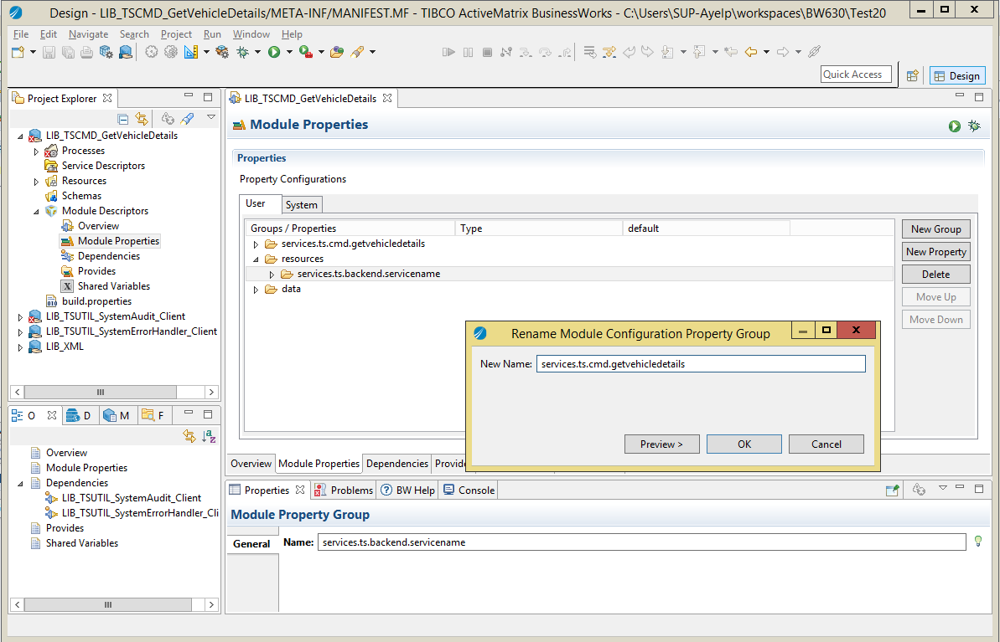 Design - LIB_TSCMD_GetVehicleDetails/META-INF/MANIFEST.MF - TIBCO ActiveMatrix BusinessWorks - C:\Users\SUP-Ayelp\workspaces\BW630\Test20
File Edit Navigate Search Project Run Window Help
Quick Access
Design
Project Explorer
LIB_TSCMD_GetVehicleDetails
Processes
Service Descriptors
Resources
Schemas
Module Descriptors
Overview
Module Properties
Dependencies
Provides
Shared Variables
build.properties
LIB_TSUTIL_SystemAudit_Client
LIB_TSUTIL_SystemErrorHandler_Client
LIB_XML
O D M F
Overview
Module Properties
Dependencies
LIB_TSUTIL_SystemAudit_Client
LIB_TSUTIL_SystemErrorHandler_Cli
Provides
Shared Variables
LIB_TSCMD_GetVehicleDetails
Module Properties
Properties
Property Configurations
User System
Groups / Properties Type default
services.ts.cmd.getvehicledetails
resources
services.ts.backend.servicename
data
New Group
New Property
Delete
Move Up
Move Down
Rename Module Configuration Property Group
New Name: services.ts.cmd.getvehicledetails
Preview > OK Cancel
Overview Module Properties Dependencies Provid
Properties Problems BW Help Console
Module Property Group
General Name: services.ts.backend.servicename